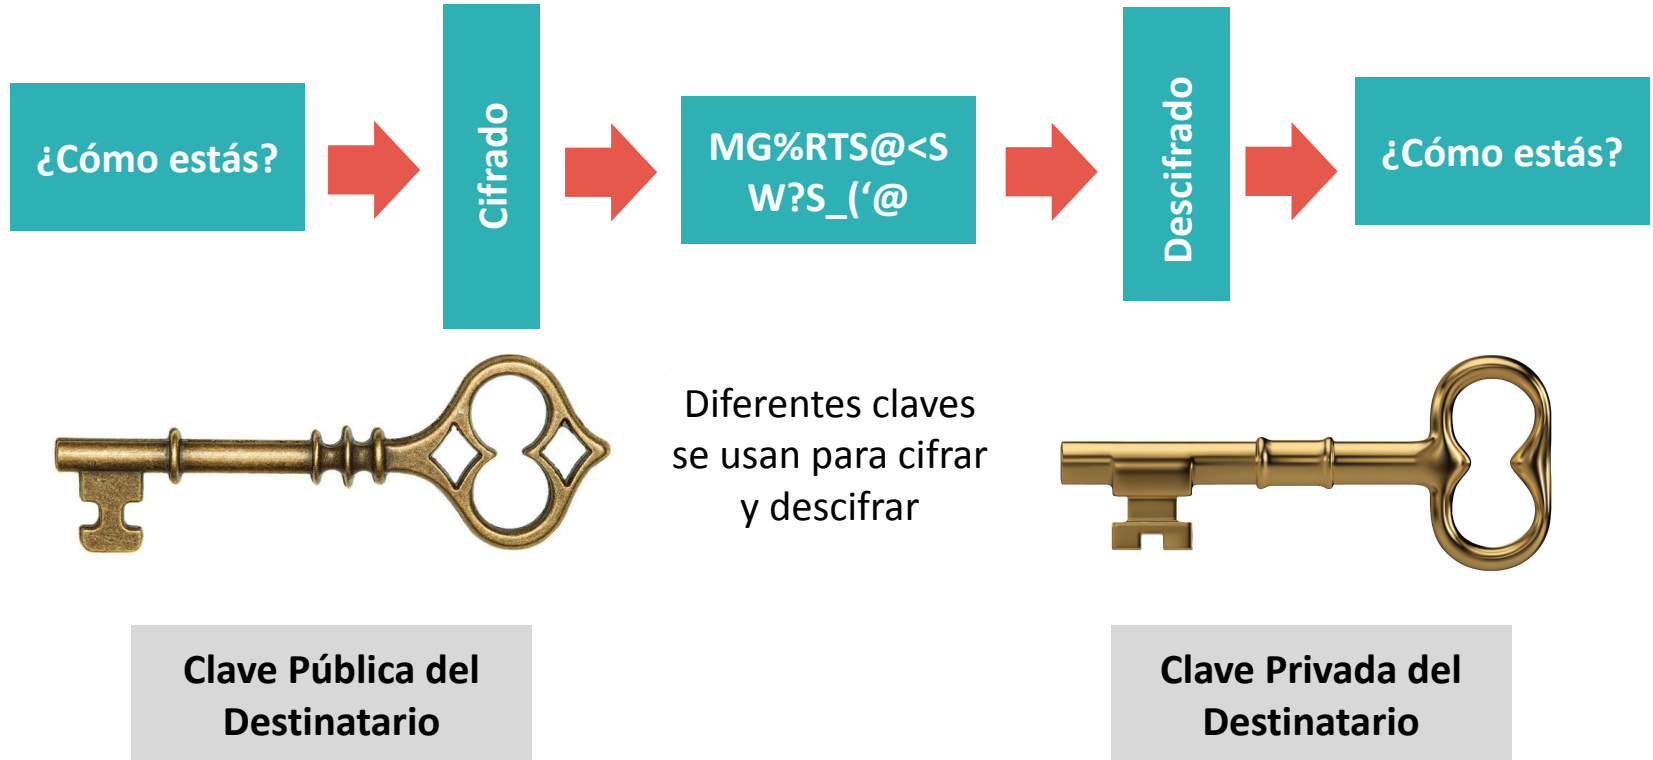 ¿Cómo estás?
Cifrado
MG%RTS@<S
W?S_(‘@
Descifrado
¿Cómo estás?
Diferentes claves
se usan para cifrar
y descifrar
Clave Pública del
Destinatario
Clave Privada del
Destinatario